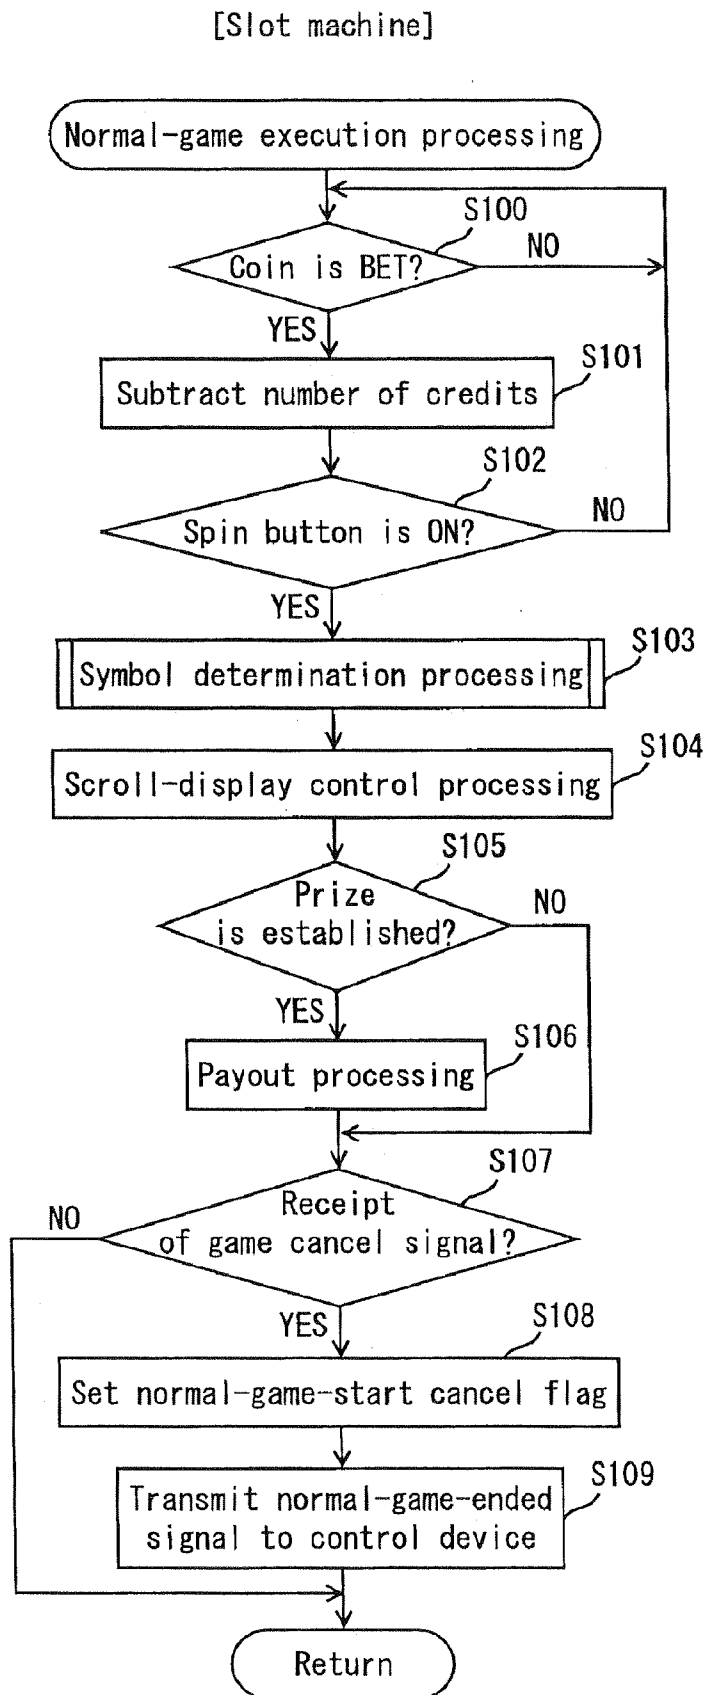 [Slot machine]
Normal-game execution processing
S100
Coin is BET?
NO
YES
S101
Subtract number of credits
S102
Spin button is ON?
NO
YES
S103
Symbol determination processing
S104
Scroll-display control processing
S105
Prize
is established?
NO
YES
S106
Payout processing
S107
Receipt
of game cancel signal?
NO
YES
S108
Set normal-game-start cancel flag
S109
Transmit normal-game-ended
signal to control device
Return